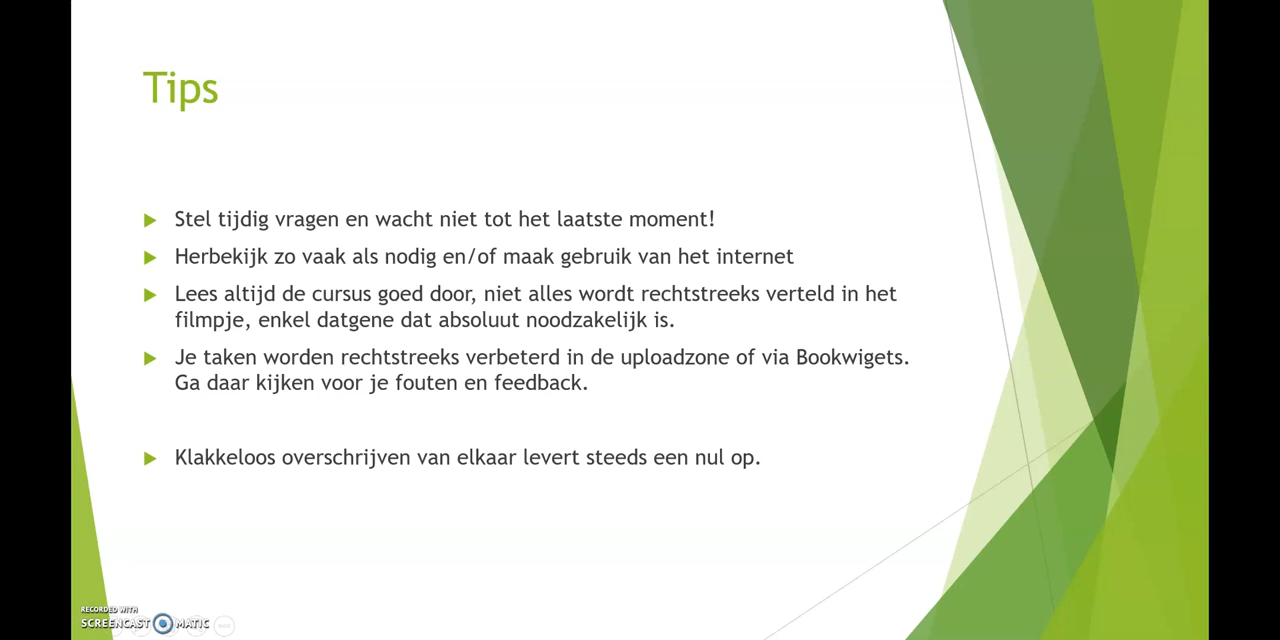 Tips
Stel tijdig vragen en wacht niet tot het laatste moment!
Herbekijk zo vaak als nodig en/of maak gebruik van het internet
Lees altijd de cursus goed door, niet alles wordt rechtstreeks verteld in het
filmpje, enkel datgene dat absoluut noodzakelijk is.
Je taken worden rechtstreeks verbeterd in de uploadzone of via Bookwigets.
Ga daar kijken voor je fouten en feedback.
Klakkeloos overschrijven van elkaar levert steeds een nul op.
RECORDED WITH
SCREENCAST MATIC